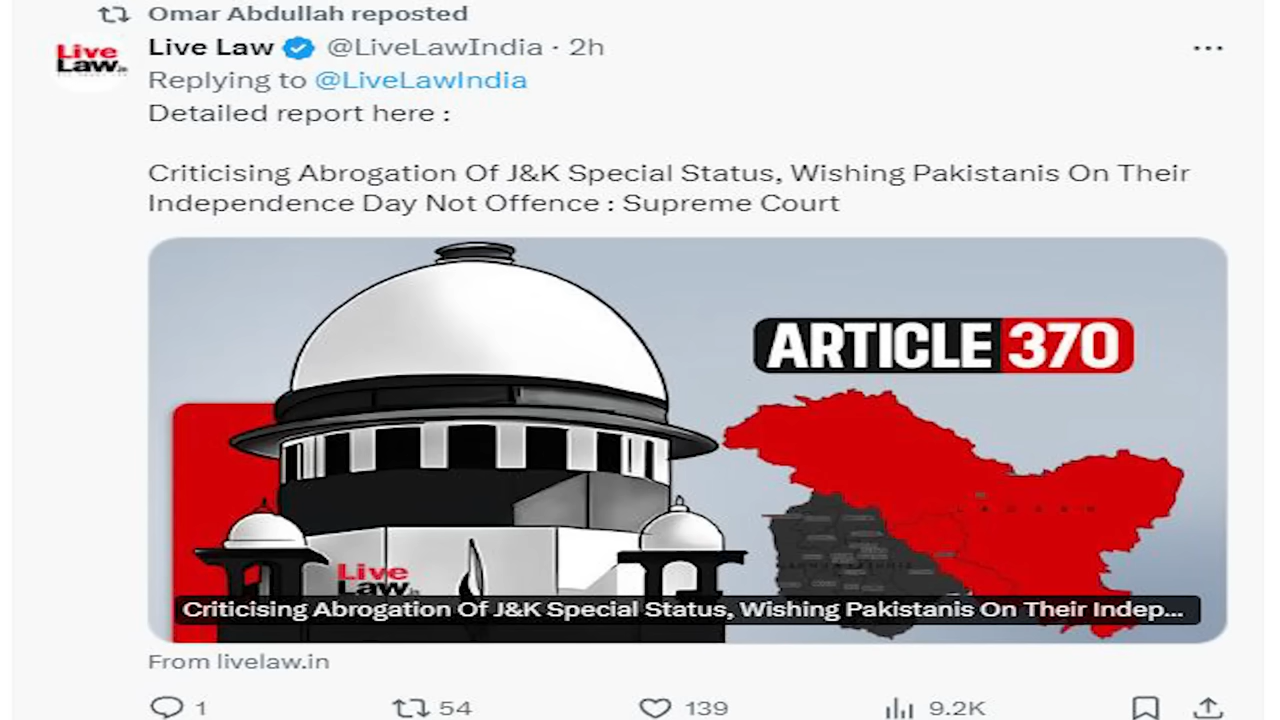 Omar Abdullah reposted
Live Law @LiveLawIndia · 2h
Live
Law.in
Replying to @LiveLawIndia
Detailed report here :
Criticising Abrogation Of J&K Special Status, Wishing Pakistanis On Their
Independence Day Not Offence : Supreme Court
ARTICLE 370
Live
Law.
Criticising Abrogation Of J&K Special Status, Wishing Pakistanis On Their Indep...
From livelaw.in
1 54 139 9.2K